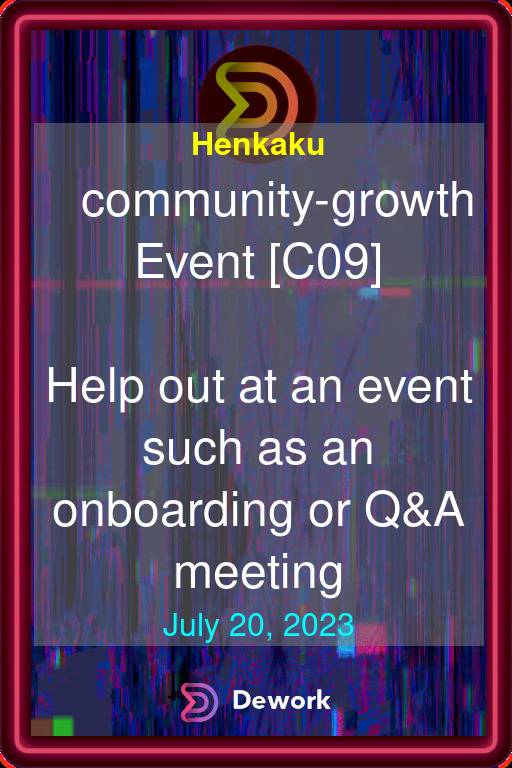 Henkaku
community-growth
Event [C09]
Help out at an event
such as an
onboarding or Q&A
meeting
July 20, 2023
Dework